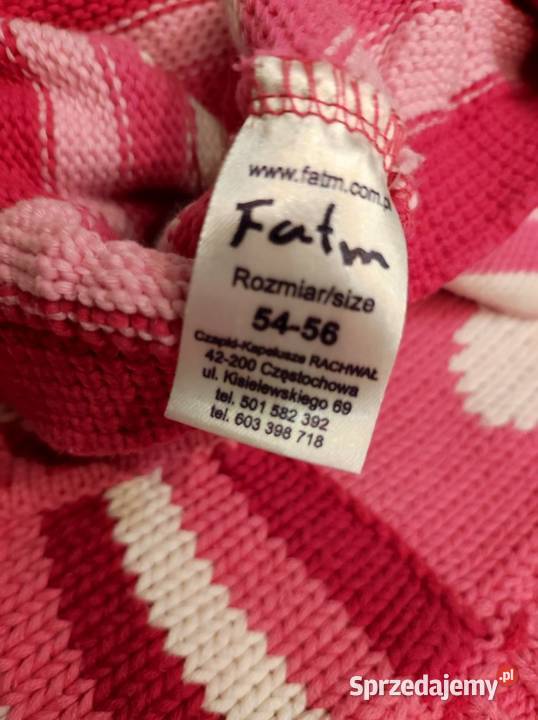 www.fatm.com.pl
Fatm
Rozmiar/size
54-56
Czapki-Kapelusze RACHWAŁ
42-200 Częstochowa
ul. Kisielewskiego 69
tel. 501 582 392
tel. 603 398 718
Sprzedajemy.pl